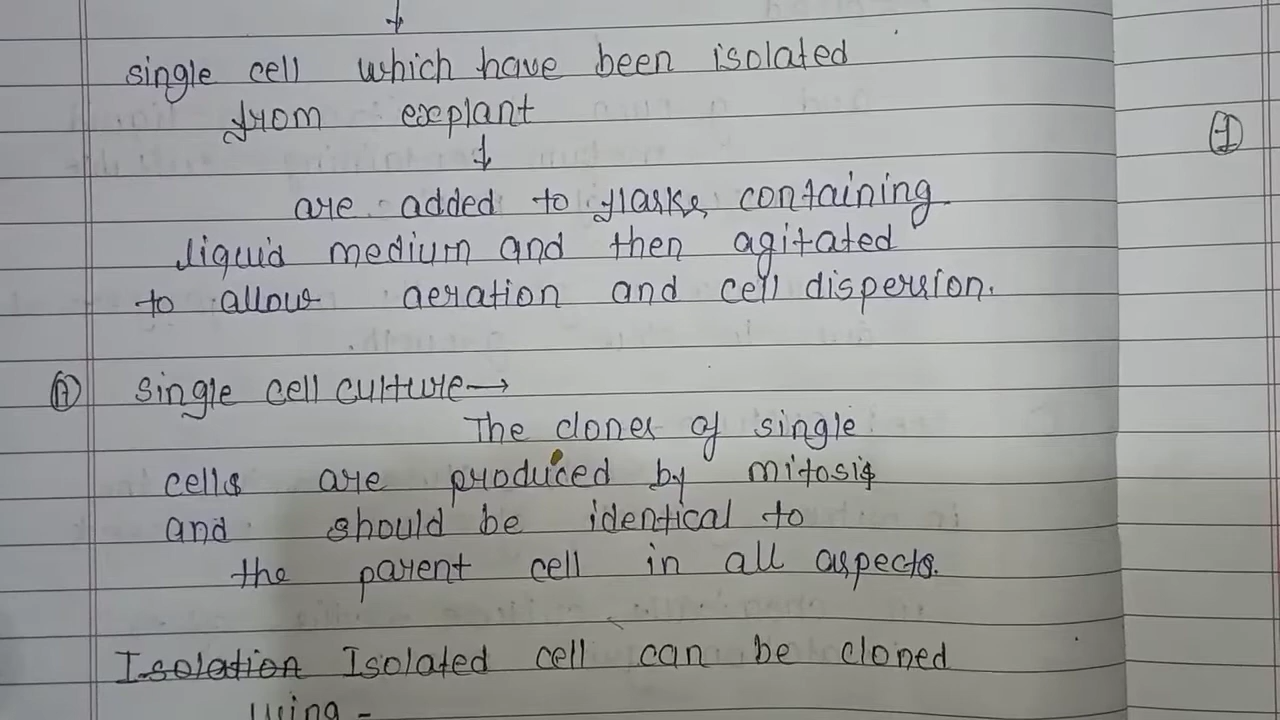 ↓
single cell which have been isolated
from explant
↓
are added to flasks containing
liquid medium and then agitated
to allow aeration and cell dispersion.
single cell culture→
The clones of single
cells are produced by mitosis
and should be identical to
the parent cell in all aspects.
Isolation Isolated cell can be cloned
using -